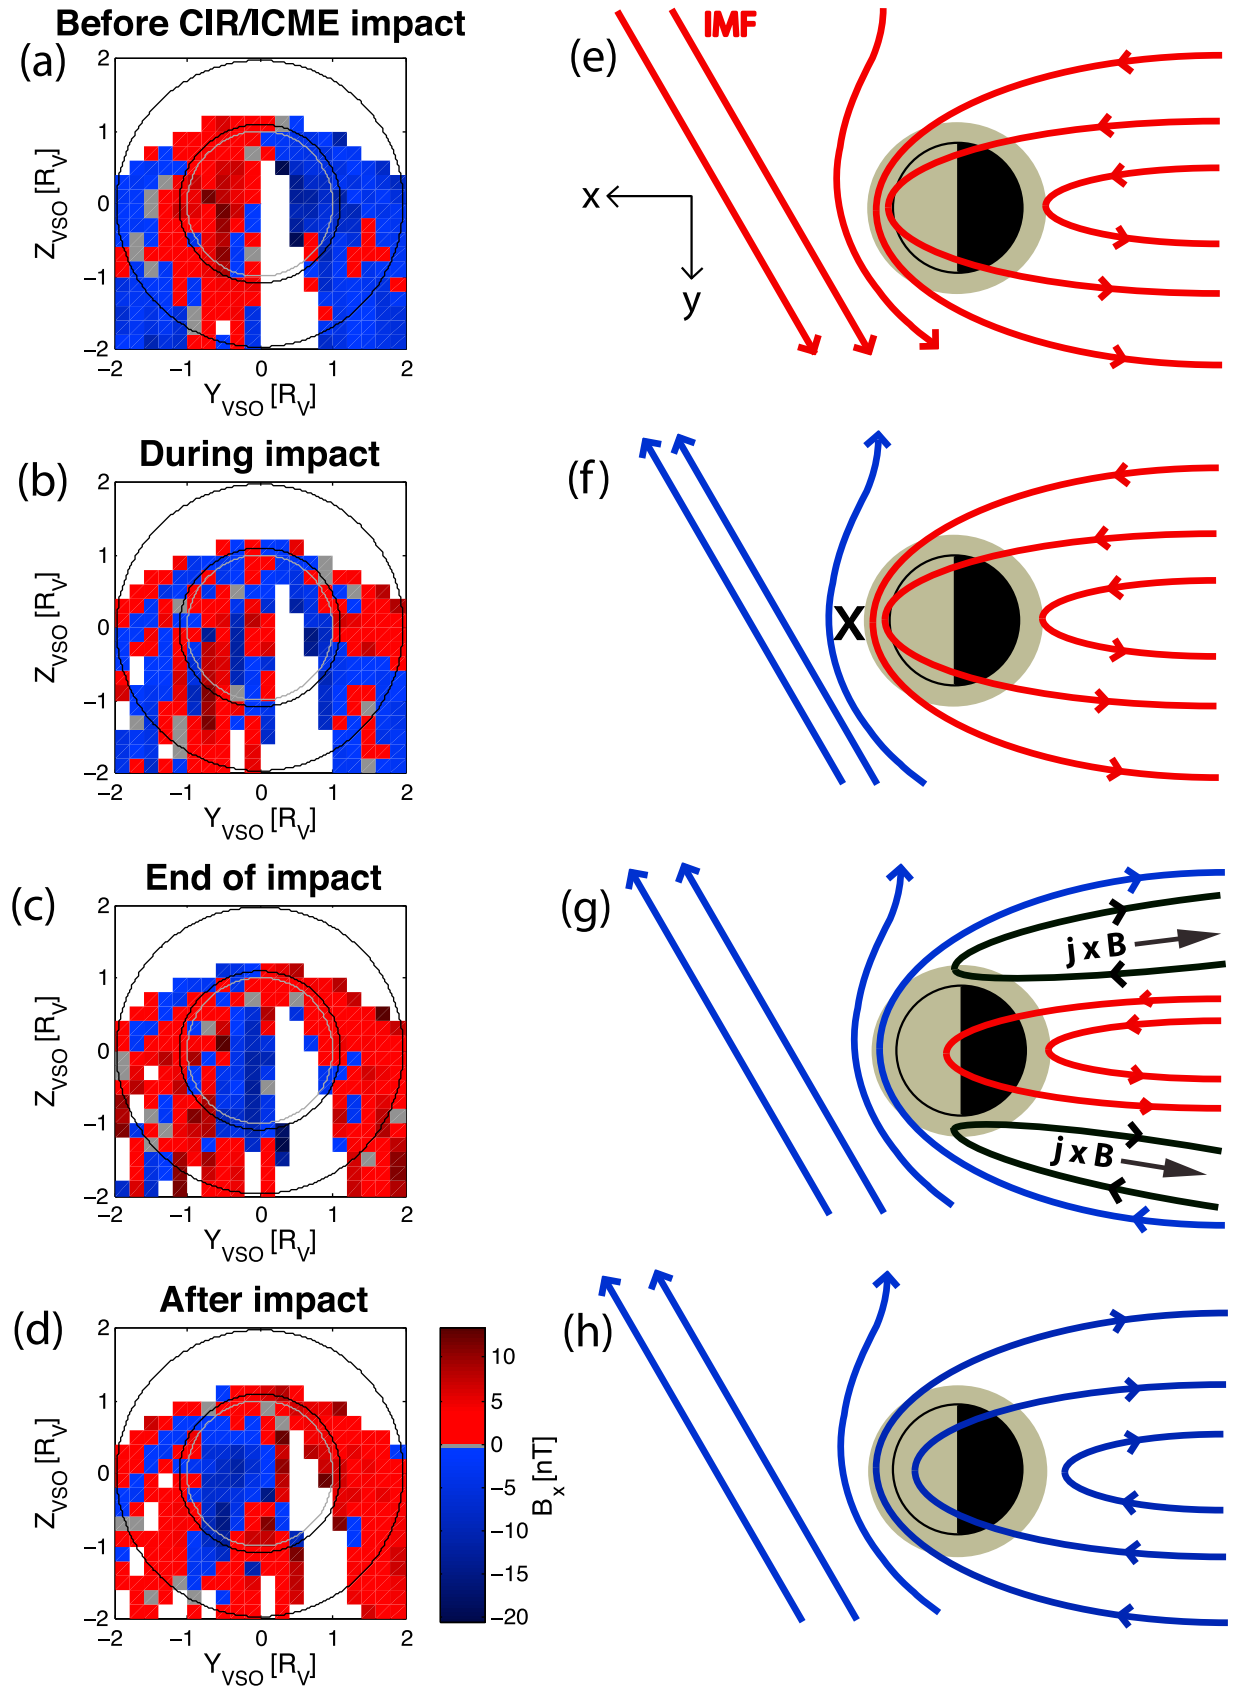 Before CIR/ICME impact
(a)
2
1
0
−1
−2
Z_VSO [R_V]
−2 −1 0 1 2
Y_VSO [R_V]
(e)
IMF
x
y
During impact
(b)
2
1
0
−1
−2
Z_VSO [R_V]
−2 −1 0 1 2
Y_VSO [R_V]
(f)
X
End of impact
(c)
2
1
0
−1
−2
Z_VSO [R_V]
−2 −1 0 1 2
Y_VSO [R_V]
(g)
j x B
j x B
After impact
(d)
2
1
0
−1
−2
Z_VSO [R_V]
−2 −1 0 1 2
Y_VSO [R_V]
10
5
0
−5
−10
−15
−20
B_x [nT]
(h)